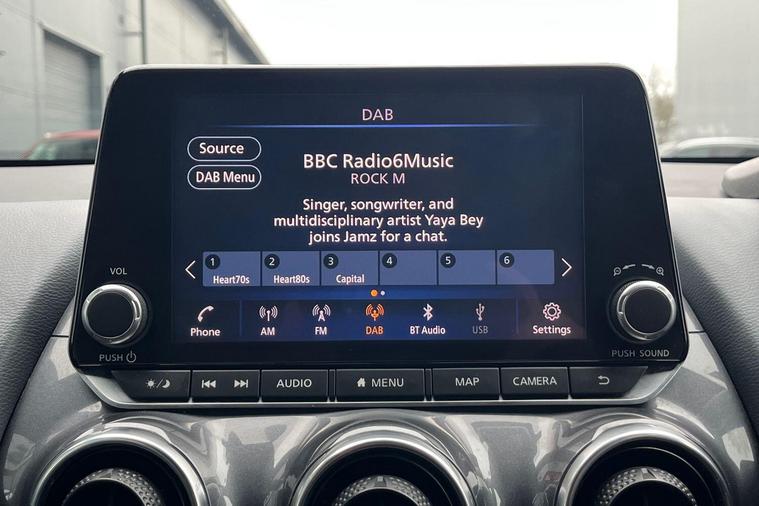 DAB
Source
BBC Radio6Music
DAB Menu
ROCK M
Singer, songwriter, and
multidisciplinary artist Yaya Bey
joins Jamz for a chat.
1 2 3 4 5 6
Heart70s Heart80s Capital
VOL
Phone AM FM DAB BT Audio USB Settings
PUSH
PUSH SOUND
AUDIO MENU MAP CAMERA